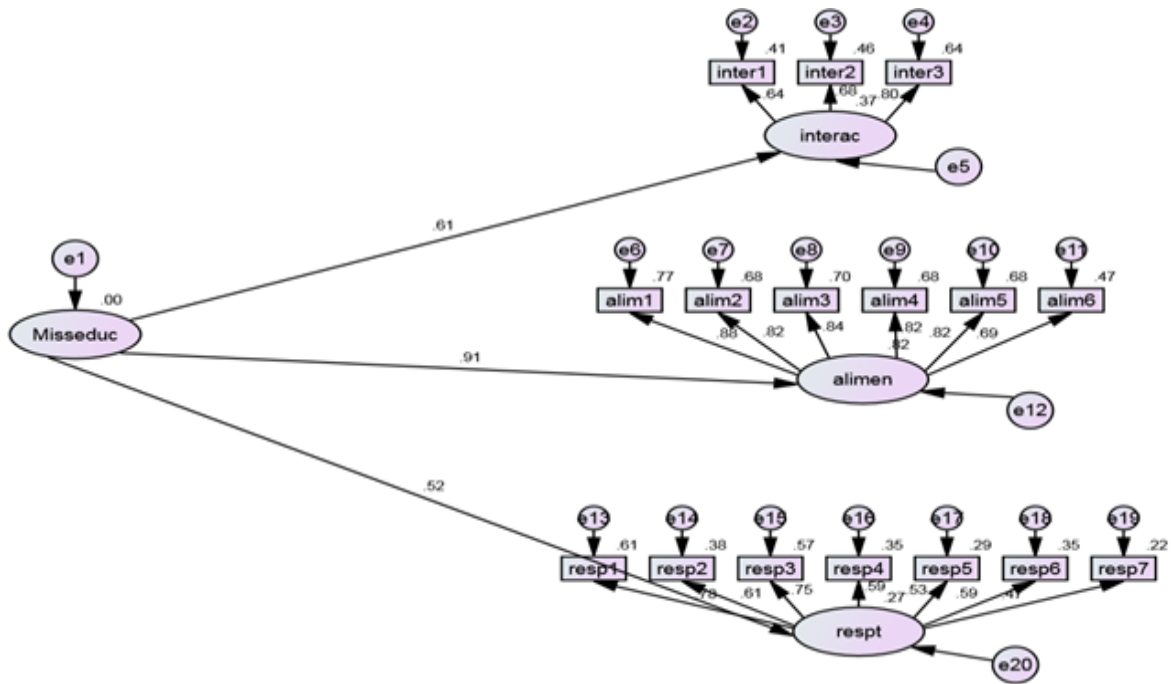 e2 e3 e4
.41 .46 .64
inter1 inter2 inter3
.64 .68 .37 .80
interac
e5
.61
e1
.00
Misseduc
e6 e7 e8 e9 e10 e11
.77 .68 .70 .68 .68 .47
alim1 alim2 alim3 alim4 alim5 alim6
.88 .82 .84 .82 .82 .82 .69
.91
alimen
e12
.52
e13 e14 e15 e16 e17 e18 e19
.61 .38 .57 .35 .29 .35 .22
resp1 resp2 resp3 resp4 resp5 resp6 resp7
.78 .61 .75 .59 .27 .53 .59 .47
respt
e20